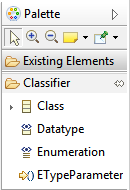 Palette
Existing Elements
Classifier
Class
Datatype
Enumeration
ETypeParameter